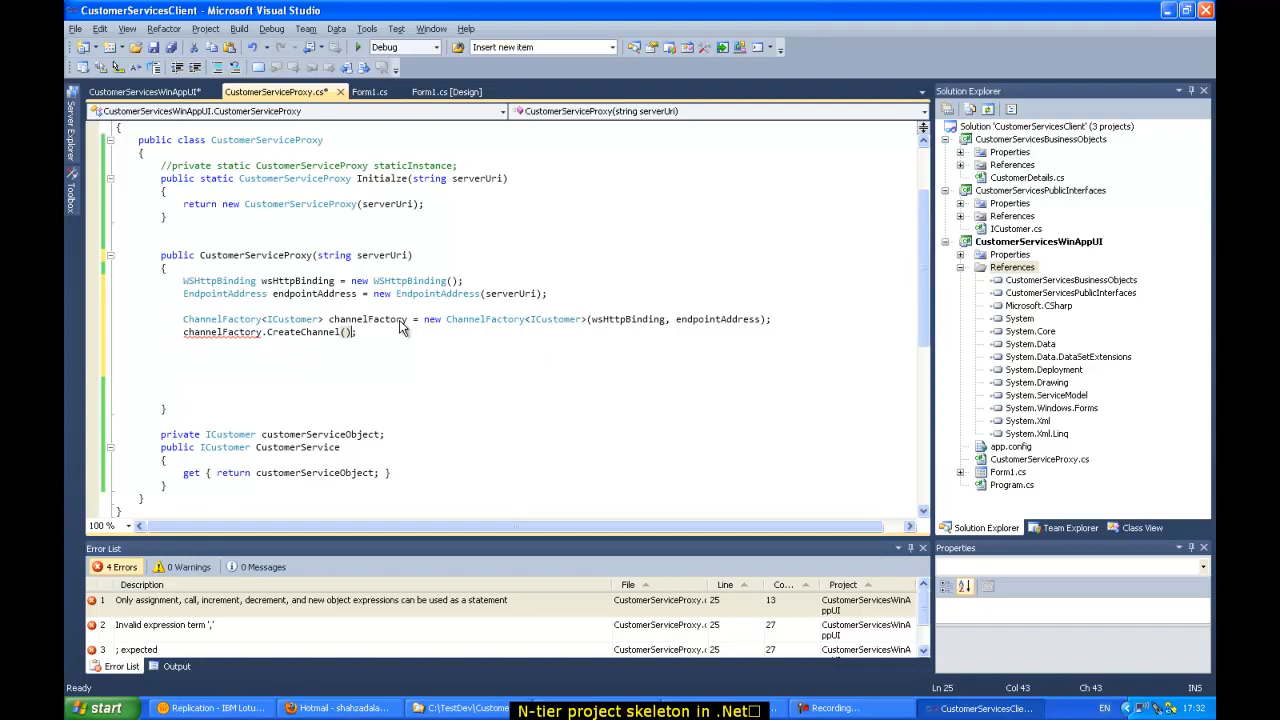 CustomerServicesClient - Microsoft Visual Studio
File Edit View Refactor Project Build Debug Team Data Tools Test Window Help
Debug Insert new item
CustomerServicesWinAppUI* CustomerServiceProxy.cs* Form1.cs Form1.cs [Design]
CustomerServicesWinAppUI.CustomerServiceProxy CustomerServiceProxy(string serverUri)
Server Explorer
Toolbox
{
public class CustomerServiceProxy
{
//private static CustomerServiceProxy staticInstance;
public static CustomerServiceProxy Initialze(string serverUri)
{
return new CustomerServiceProxy(serverUri);
}
public CustomerServiceProxy(string serverUri)
{
WSHttpBinding wsHttpBinding = new WSHttpBinding();
EndpointAddress endpointAddress = new EndpointAddress(serverUri);
ChannelFactory<ICustomer> channelFactory = new ChannelFactory<ICustomer>(wsHttpBinding, endpointAddress);
channelFactory.CreateChannel();
}
private ICustomer customerServiceObject;
public ICustomer CustomerService
{
get { return customerServiceObject; }
}
}
}
100 %
Solution Explorer
Solution 'CustomerServicesClient' (3 projects)
CustomerServicesBusinessObjects
Properties
References
CustomerDetails.cs
CustomerServicesPublicInterfaces
Properties
References
ICustomer.cs
CustomerServicesWinAppUI
Properties
References
CustomerServicesBusinessObjects
CustomerServicesPublicInterfaces
Microsoft.CSharp
System
System.Core
System.Data
System.Data.DataSetExtensions
System.Deployment
System.Drawing
System.ServiceModel
System.Windows.Forms
System.Xml
System.Xml.Linq
app.config
CustomerServiceProxy.cs
Form1.cs
Program.cs
Solution Explorer Team Explorer Class View
Properties
Error List
4 Errors 0 Warnings 0 Messages
Description File Line Co... Project
1 Only assignment, call, increment, decrement, and new object expressions can be used as a statement CustomerServiceProxy.c 25 13 CustomerServicesWinA
ppUI
2 Invalid expression term '.' CustomerServiceProxy.c 25 27 CustomerServicesWinA
ppUI
3 ; expected CustomerServiceProxy.c 25 27 CustomerServicesWinA
Error List Output
Ready Ln 25 Col 43 Ch 43 INS
start Replication - IBM Lotu... Hotmail - shahzadala... C:\TestDev\Custome Recording... CustomerServicesClie... EN 17:32
N-tier project skeleton in .Net